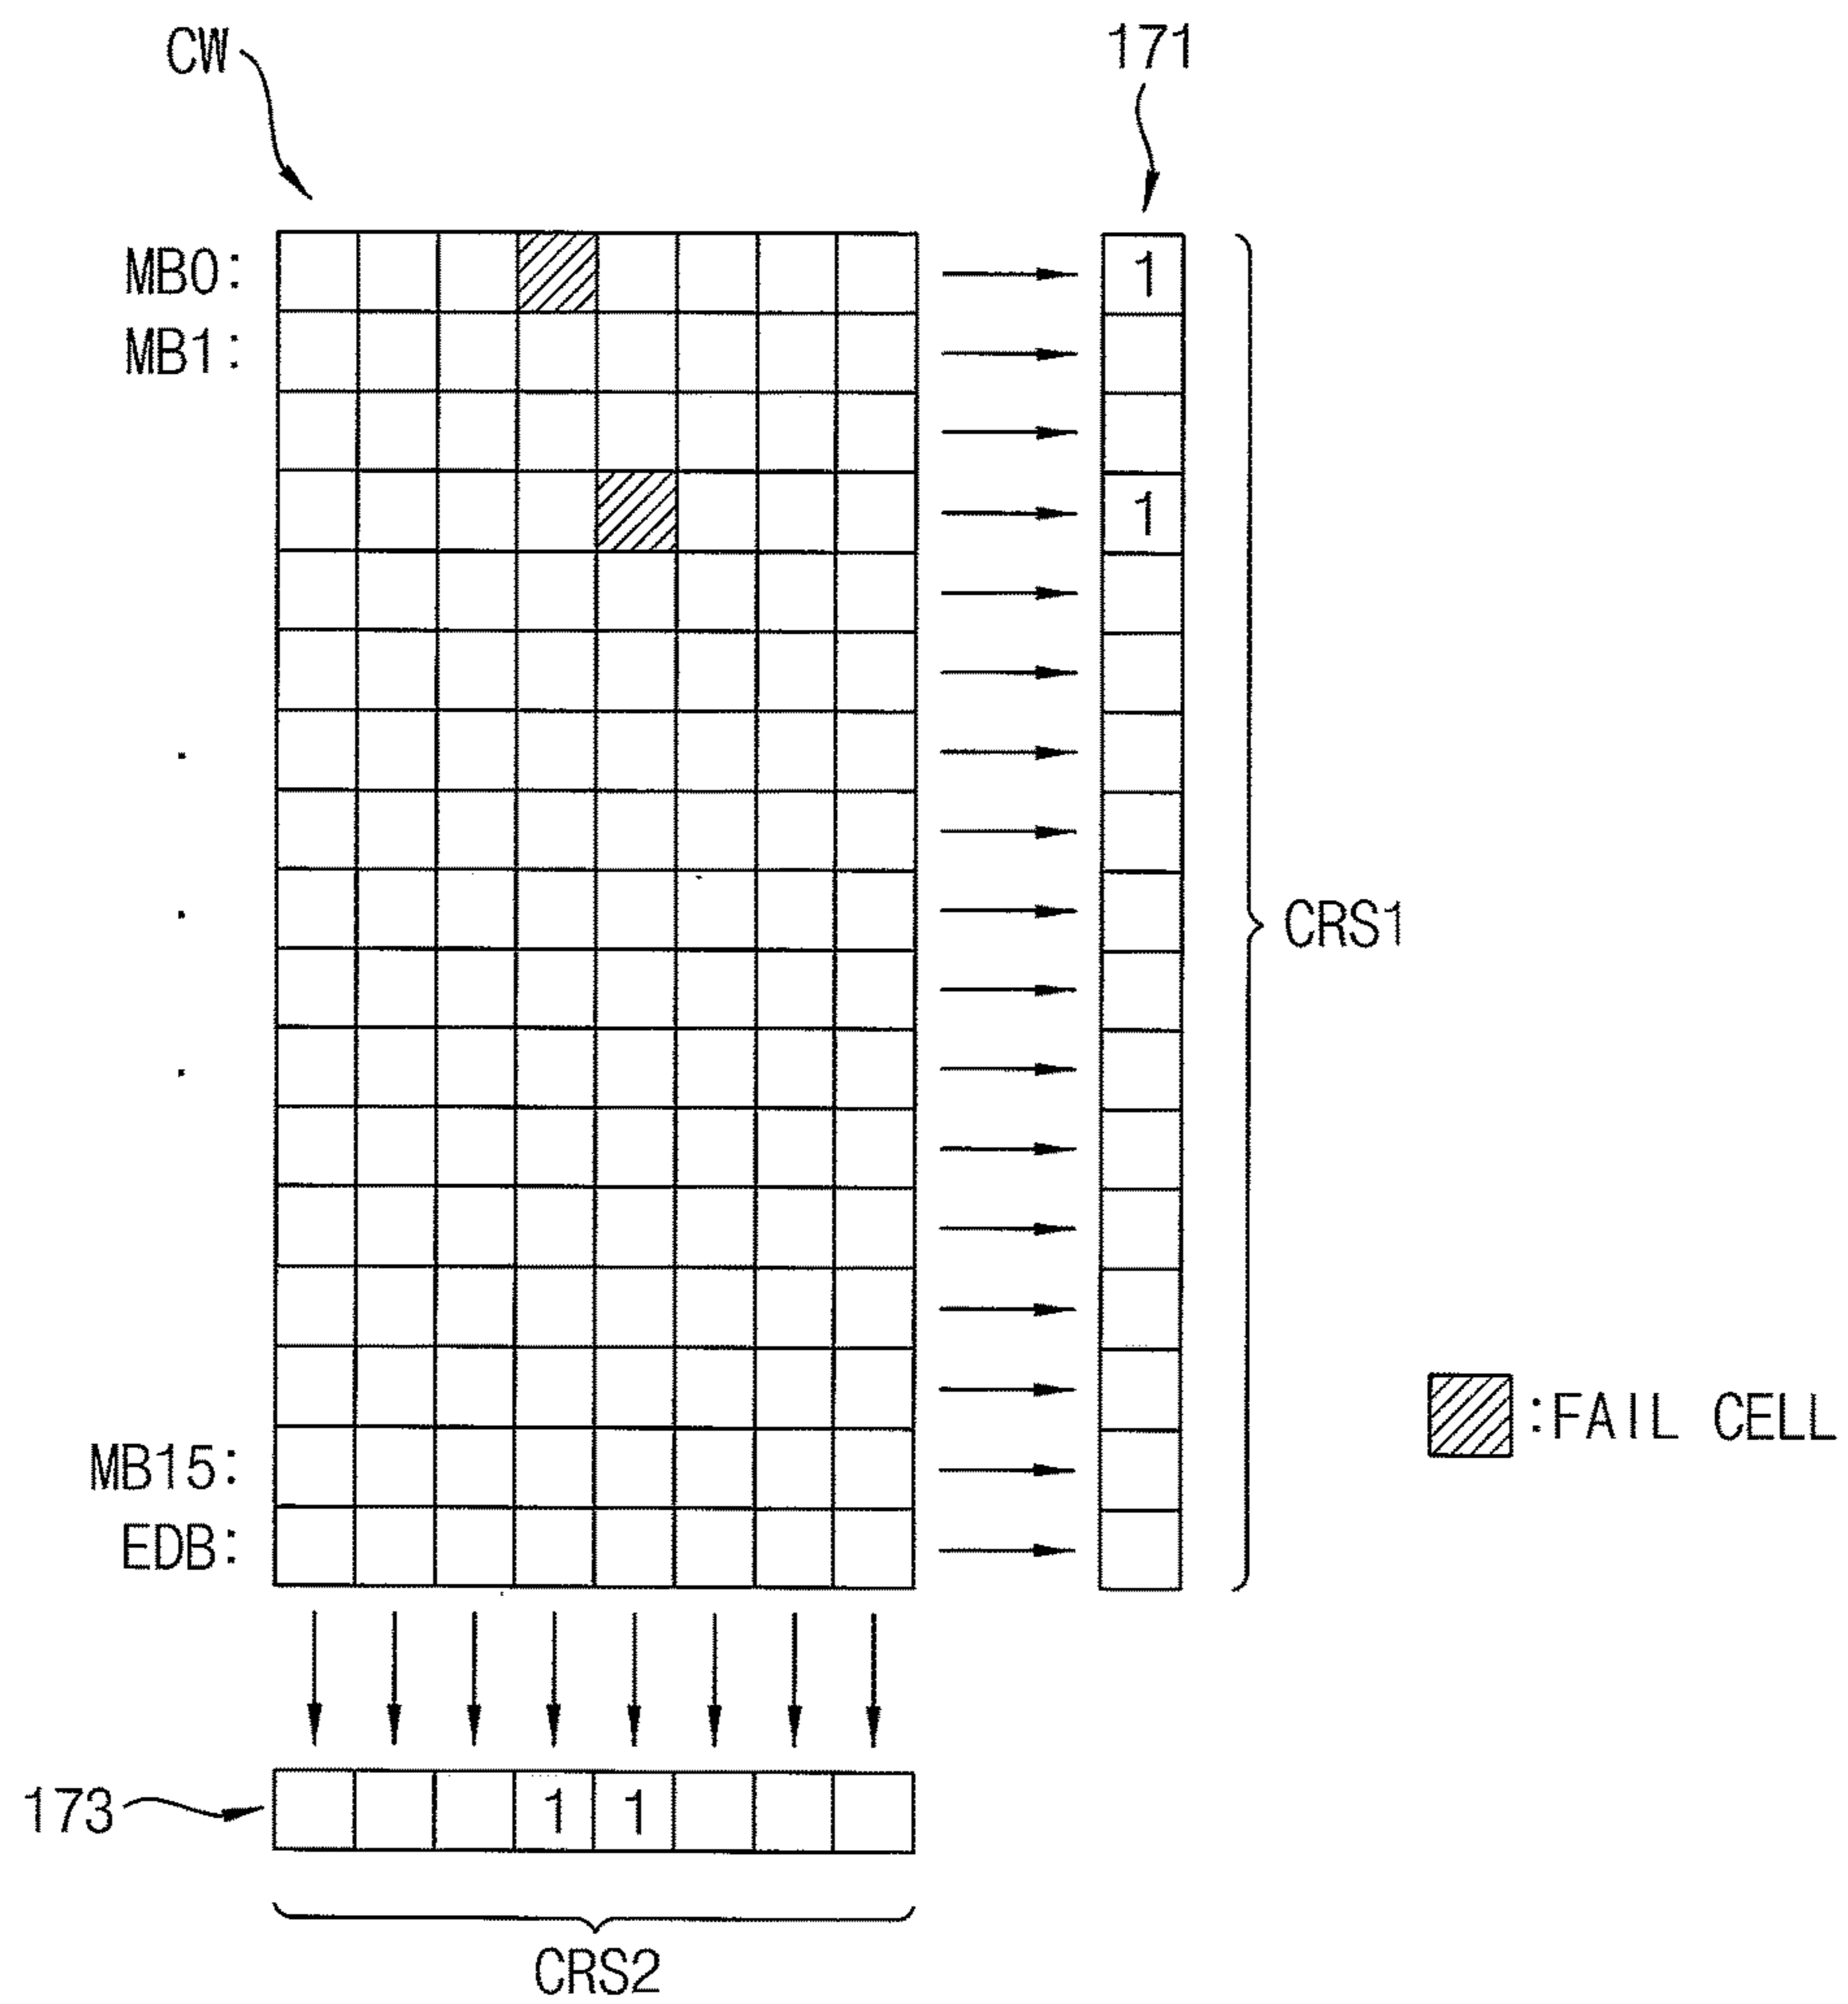 CW
171
MB0:
1
MB1:
1
.
.
CRS1
.
:FAIL CELL
MB15:
EDB:
173
1 1
CRS2